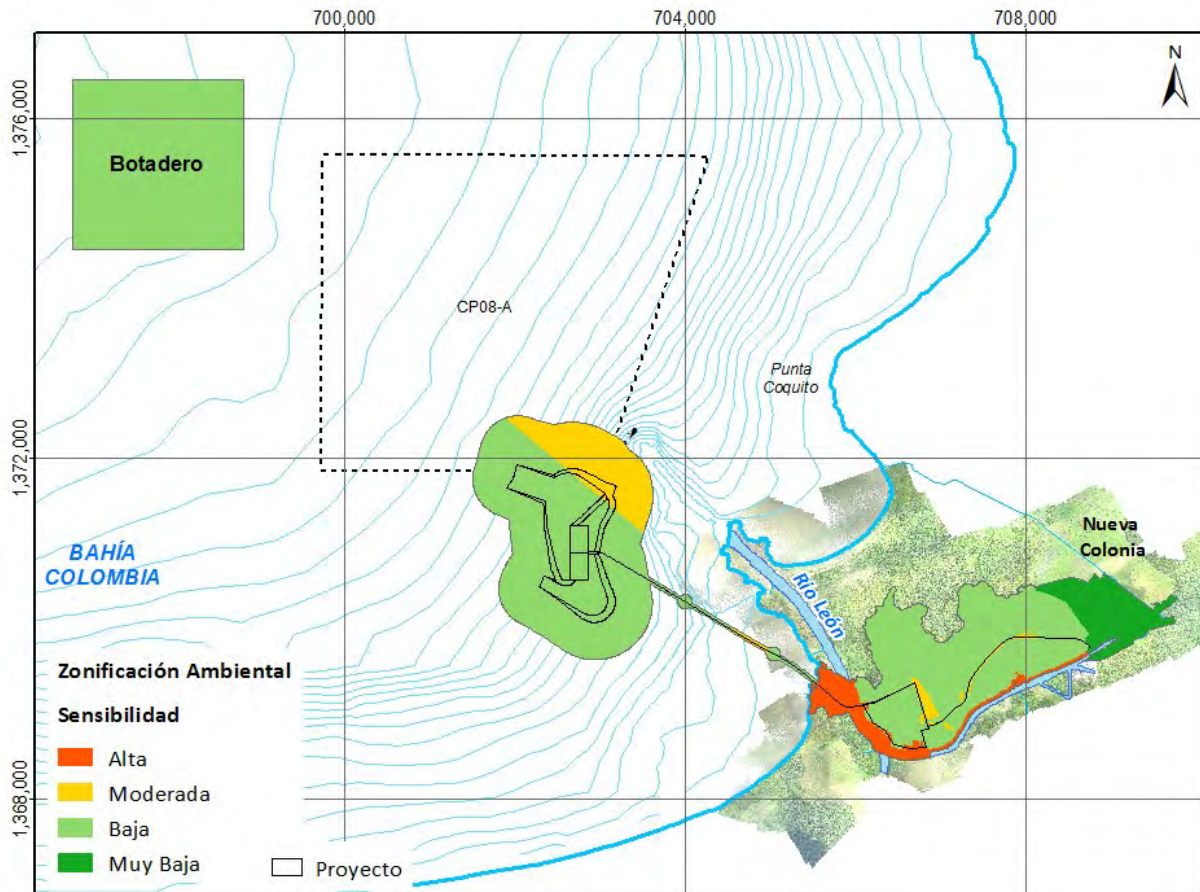 700,000
704,000
708,000
N
1,376,000
Botadero
CP08-A
Punta
Coquito
1,372,000
Nueva
Colonia
BAHÍA
COLOMBIA
Río León
Zonificación Ambiental
Sensibilidad
Alta
Moderada
1,368,000
Baja
Muy Baja
Proyecto